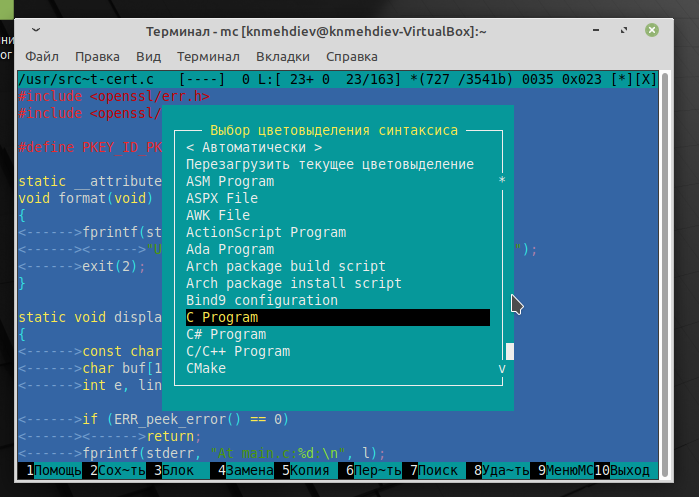 ни
ог
Терминал - mc [knmehdiev@knmehdiev-VirtualBox]:~
Файл Правка Вид Терминал Вкладки Справка
/usr/src~t-cert.c [----] 0 L:[ 23+ 0 23/163] *(727 /3541b) 0035 0x023 [*][X]
#include <openssl/err.h>
#include <openssl/
Выбор цветовыделения синтаксиса
< Автоматически >
#define PKEY_ID_PK
Перезагрузить текущее цветовыделение
static __attribute
ASM Program *
void format(void)
ASPX File
{
AWK File
<------>fprintf(st
ActionScript Program
<------><------>"U
Ada Program
");
<------>exit(2);
Arch package build script
}
Arch package install script
Bind9 configuration
static void displa
C Program
{
C# Program
<------>const char
C/C++ Program
<------>char buf[1
CMake v
<------>int e, lin
<------>if (ERR_peek_error() == 0)
<------><------>return;
<------>fprintf(stderr, "At main.c:%d:\n", l);
1Помощь 2Сох~ть 3Блок 4Замена 5Копия 6Пер~ть 7Поиск 8Уда~ть 9МенюMC 10Выход